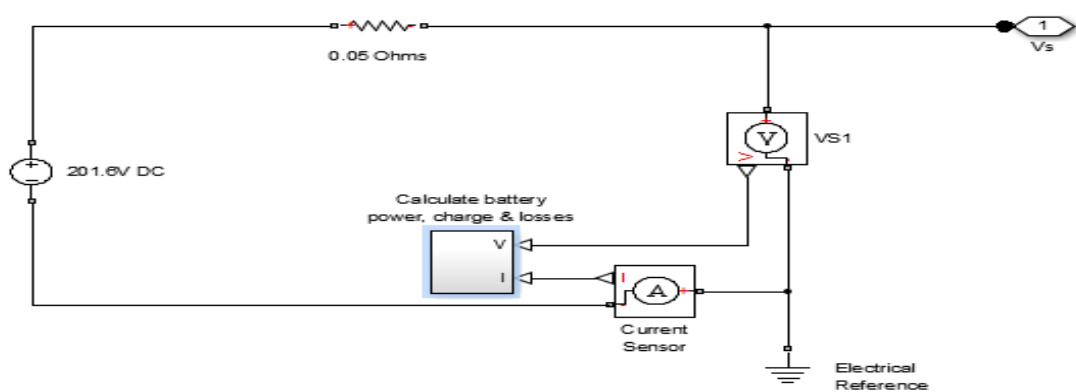 1
Vs
0.05 Ohms
+
V
V
VS1
+
-
201.6V DC
Calculate battery
power, charge & losses
V
I
I
A
+
Current
Sensor
Electrical
Reference